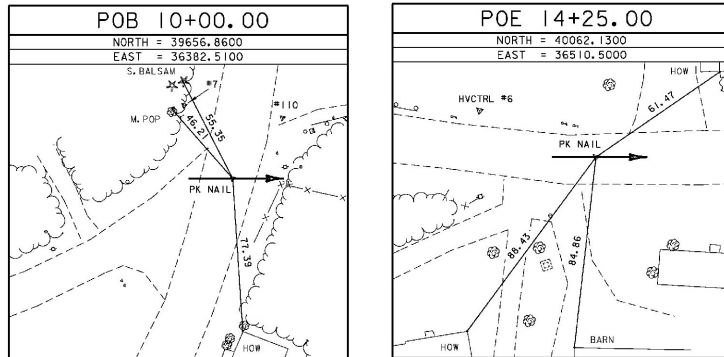 POB 10+00.00
NORTH = 39656.8600
EAST = 36382.5100
S. BALSAM
#7
#110
M. POP
46.21
55.35
PK NAIL
77.39
HOW
POE 14+25.00
NORTH = 40062.1300
EAST = 36510.5000
HOW
61.47
HVCTRL #6
PK NAIL
88.43
84.86
HOW
BARN